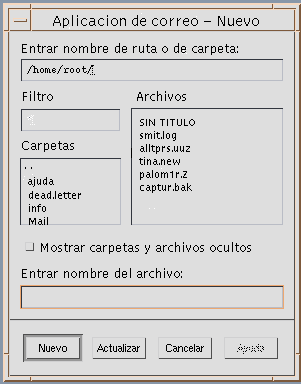 Aplicacion de correo - Nuevo
Entrar nombre de ruta o de carpeta:
/home/root/
Filtro
Archivos
SIN TITULO
smit.log
alltprs.uuz
tina.new
palom1r.Z
captur.bak
Carpetas
..
ajuda
dead.letter
info
Mail
Mostrar carpetas y archivos ocultos
Entrar nombre del archivo:
Nuevo Actualizar Cancelar Ayuda